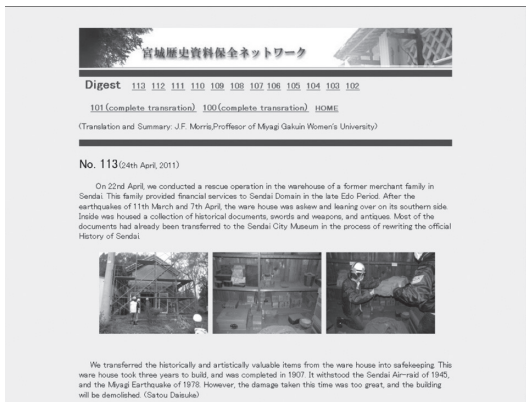 宮城歴史資料保全ネットワーク
Digest 113 112 111 110 109 108 107 106 105 104 103 102
101(complete transration) 100(complete transration) HOME
(Translation and Summary: J.F. Morris,Proffesor of Miyagi Gakuin Women's University)
No. 113(24th April, 2011)
On 22nd April, we conducted a rescue operation in the warehouse of a former merchant family in
Sendai. This family provided financial services to Sendai Domain in the late Edo Period. After the
earthquakes of 11th March and 7th April, the ware house was askew and leaning over on its southern side.
Inside was housed a collection of historical documents, swords and weapons, and antiques. Most of the
documents had already been transferred to the Sendai City Museum in the process of rewriting the official
History of Sendai.
We transferred the historically and artistically valuable items from the ware house into safekeeping. This
ware house took three years to build, and was completed in 1907. It withstood the Sendai Air-raid of 1945,
and the Miyagi Earthquake of 1978. However, the damage taken this time was too great, and the building
will be demolished. (Satou Daisuke)